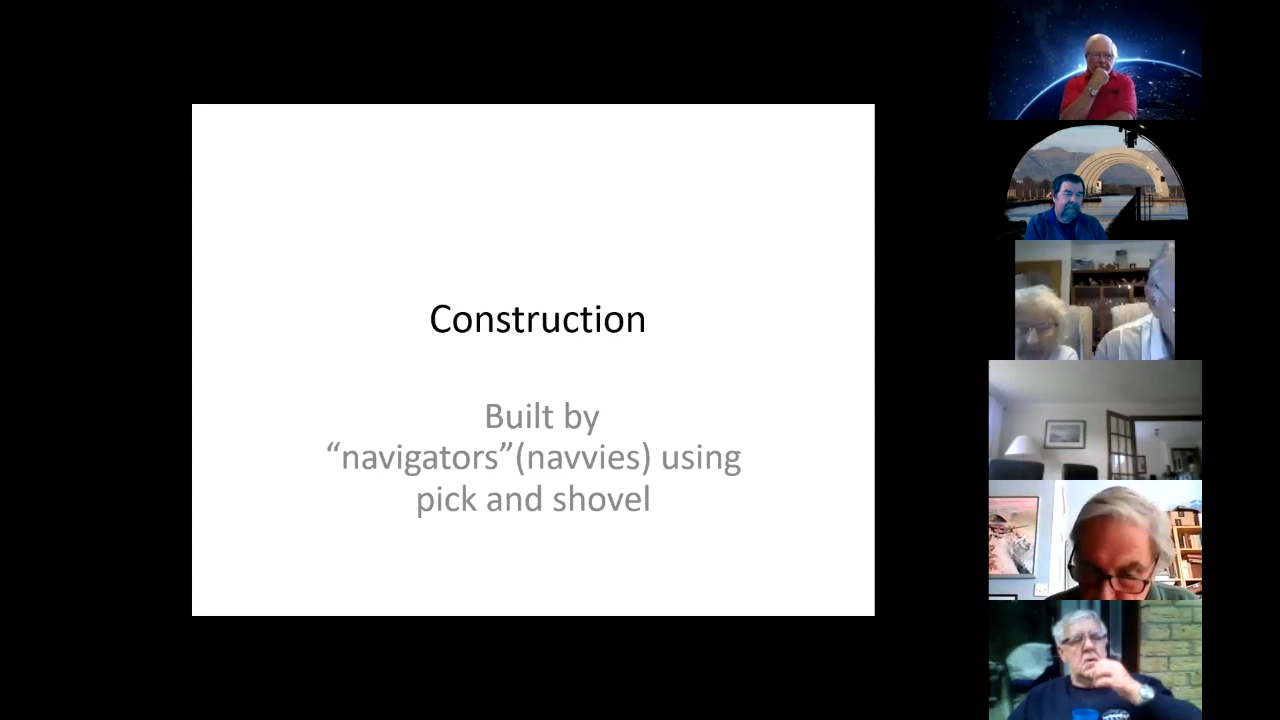 Construction
Built by
“navigators”(navvies) using
pick and shovel